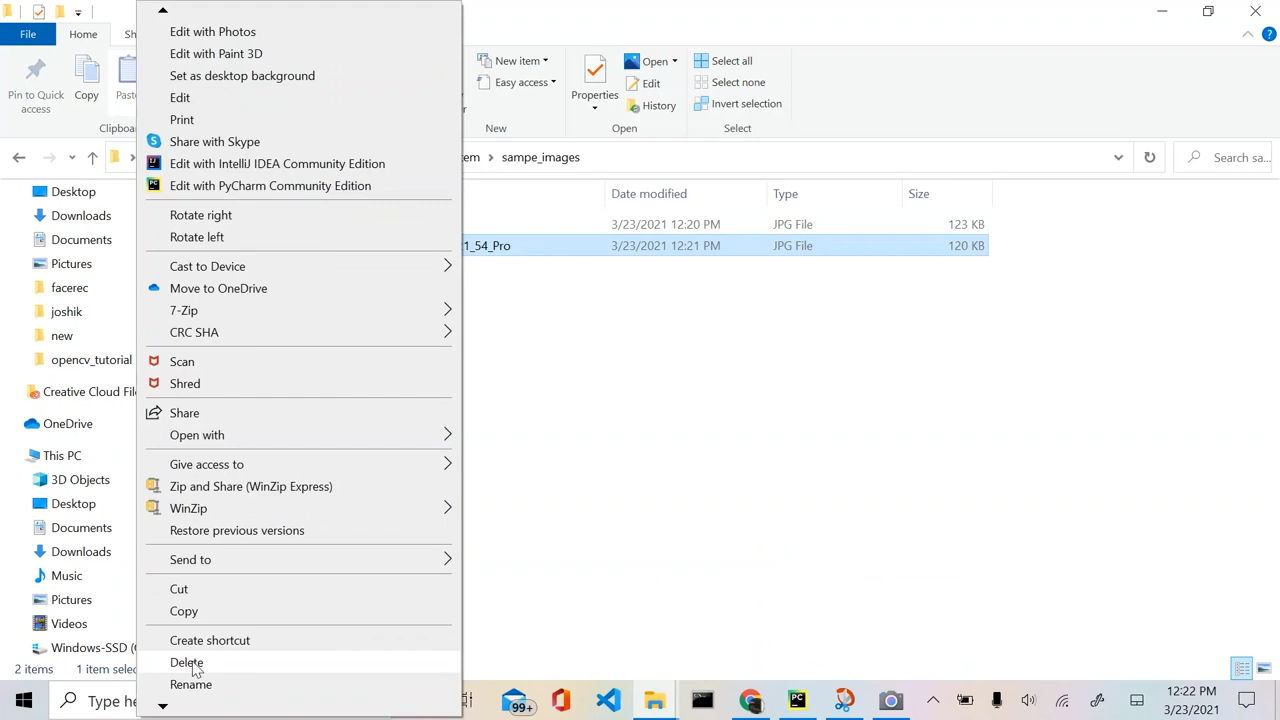 File
Home
Sh
Pin to Quick
access
Copy
Paste
Clipboa
Edit with Photos
Edit with Paint 3D
Set as desktop background
Edit
Print
Share with Skype
Edit with IntelliJ IDEA Community Edition
Edit with PyCharm Community Edition
Rotate right
Rotate left
Cast to Device
Move to OneDrive
7-Zip
CRC SHA
Scan
Shred
Share
Open with
Give access to
Zip and Share (WinZip Express)
WinZip
Restore previous versions
Send to
Cut
Copy
Create shortcut
Delete
Rename
New item
Easy access
New
Properties
Open
Edit
History
Open
Select all
Select none
Invert selection
Select
tem
sampe_images
Search sa...
Date modified
Type
Size
3/23/2021 12:20 PM
JPG File
123 KB
1_54_Pro
3/23/2021 12:21 PM
JPG File
120 KB
Desktop
Downloads
Documents
Pictures
facerec
joshik
new
opencv_tutorial
Creative Cloud File
OneDrive
This PC
3D Objects
Desktop
Documents
Downloads
Music
Pictures
Videos
Windows-SSD (
2 items
1 item selec
Type he
99+
12:22 PM
3/23/2021